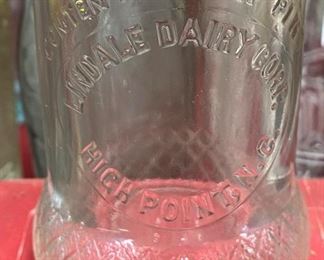 LINDALE DAIRY CORP.
HIGH POINT N.C.